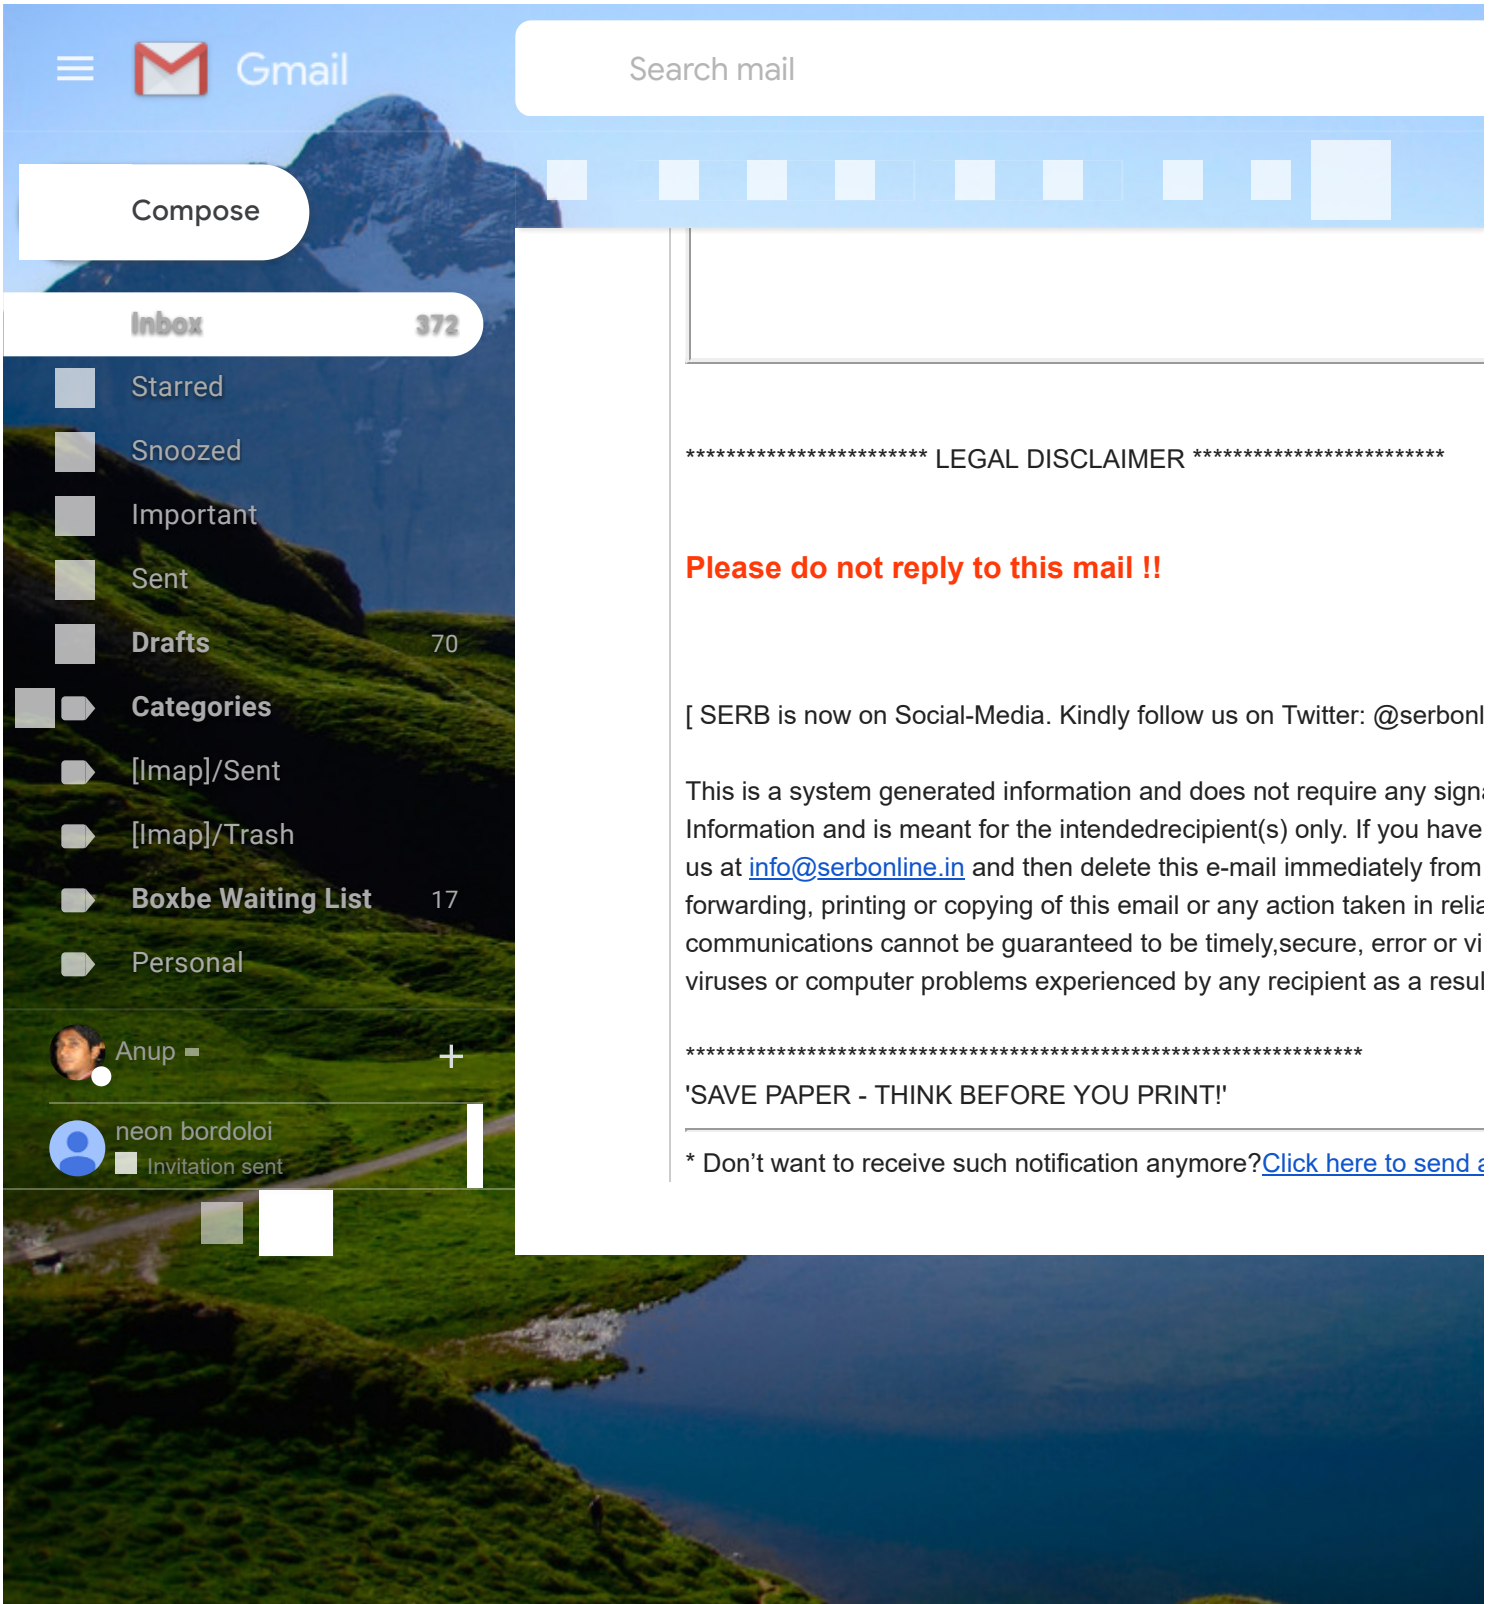 Gmail
Search mail
Compose
Inbox 372
Starred
Snoozed
Important
Sent
Drafts 70
Categories
[Imap]/Sent
[Imap]/Trash
Boxbe Waiting List 17
Personal
Anup
neon bordoloi
Invitation sent
************************ LEGAL DISCLAIMER *************************
Please do not reply to this mail !!
[ SERB is now on Social-Media. Kindly follow us on Twitter: @serbonl
This is a system generated information and does not require any signa
Information and is meant for the intendedrecipient(s) only. If you have
us at info@serbonline.in and then delete this e-mail immediately from
forwarding, printing or copying of this email or any action taken in relia
communications cannot be guaranteed to be timely,secure, error or vi
viruses or computer problems experienced by any recipient as a resul
*******************************************************************
'SAVE PAPER - THINK BEFORE YOU PRINT!'
* Don’t want to receive such notification anymore?Click here to send a